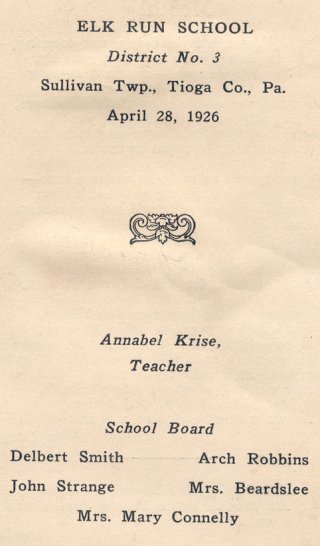 ELK RUN SCHOOL
District No. 3
Sullivan Twp., Tioga Co., Pa.
April 28, 1926
Annabel Krise,
Teacher
School Board
Delbert Smith Arch Robbins
John Strange Mrs. Beardslee
Mrs. Mary Connelly